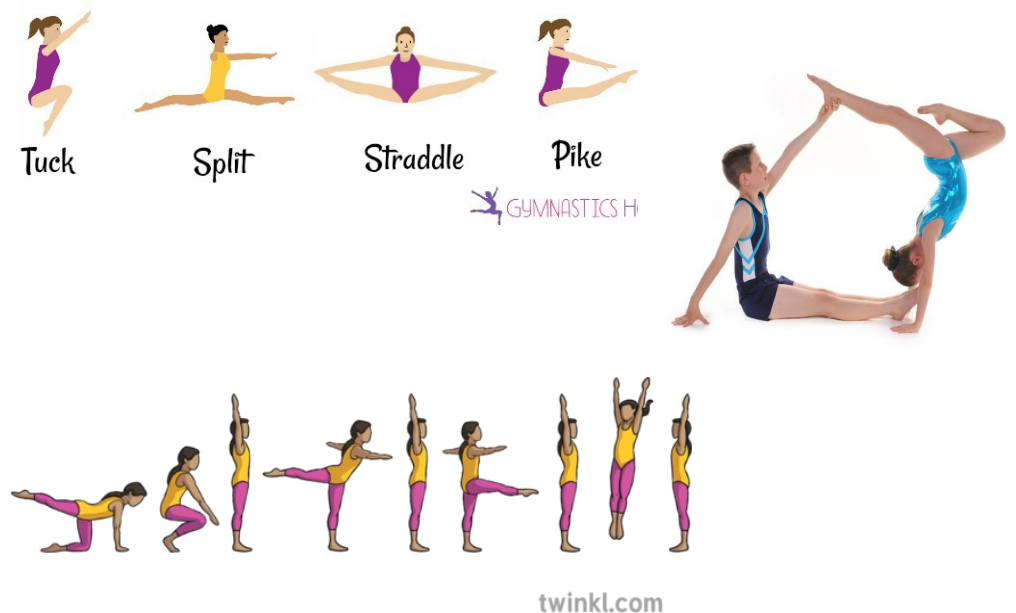 Tuck
Split
Straddle
Pike
GYMNASTICS H
twinkl.com